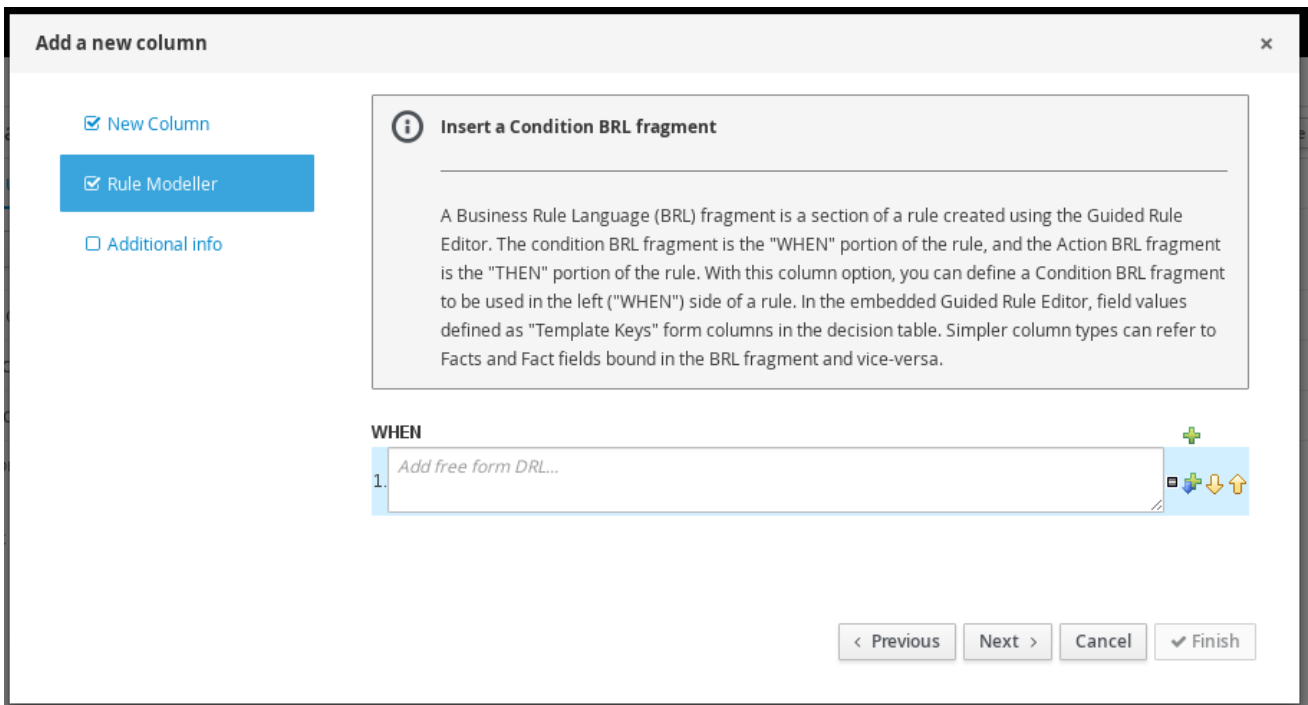 Add a new column
×
New Column
Rule Modeller
Additional info
Insert a Condition BRL fragment
A Business Rule Language (BRL) fragment is a section of a rule created using the Guided Rule
Editor. The condition BRL fragment is the "WHEN" portion of the rule, and the Action BRL fragment
is the "THEN" portion of the rule. With this column option, you can define a Condition BRL fragment
to be used in the left ("WHEN") side of a rule. In the embedded Guided Rule Editor, field values
defined as "Template Keys" form columns in the decision table. Simpler column types can refer to
Facts and Fact fields bound in the BRL fragment and vice-versa.
WHEN
1. Add free form DRL...
< Previous
Next >
Cancel
Finish